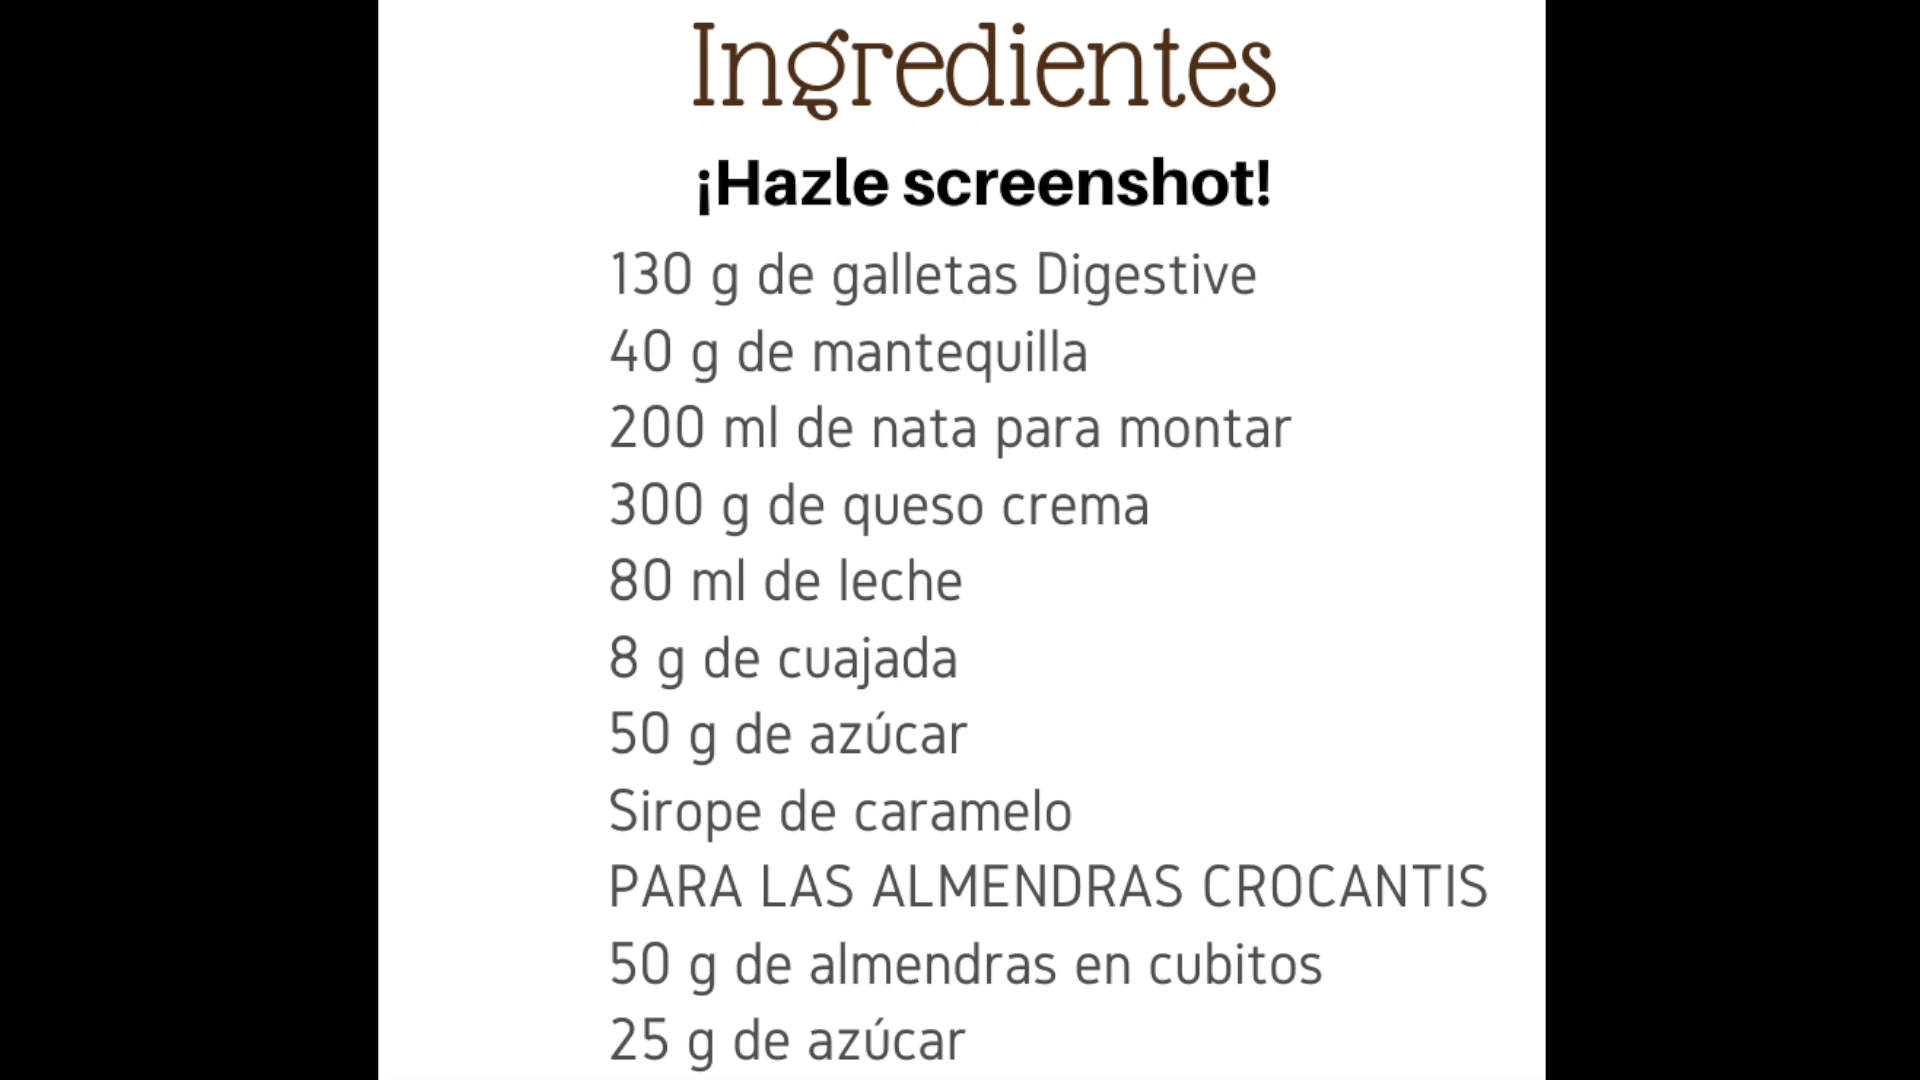 Ingredientes
¡Hazle screenshot!
130 g de galletas Digestive
40 g de mantequilla
200 ml de nata para montar
300 g de queso crema
80 ml de leche
8 g de cuajada
50 g de azúcar
Sirope de caramelo
PARA LAS ALMENDRAS CROCANTIS
50 g de almendras en cubitos
25 g de azúcar